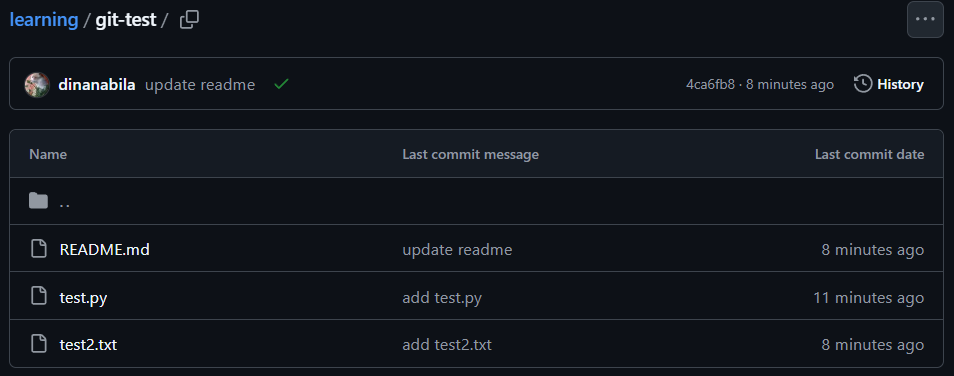 learning / git-test /
dinanabila update readme 4ca6fb8 · 8 minutes ago History
Name Last commit message Last commit date
..
README.md update readme 8 minutes ago
test.py add test.py 11 minutes ago
test2.txt add test2.txt 8 minutes ago